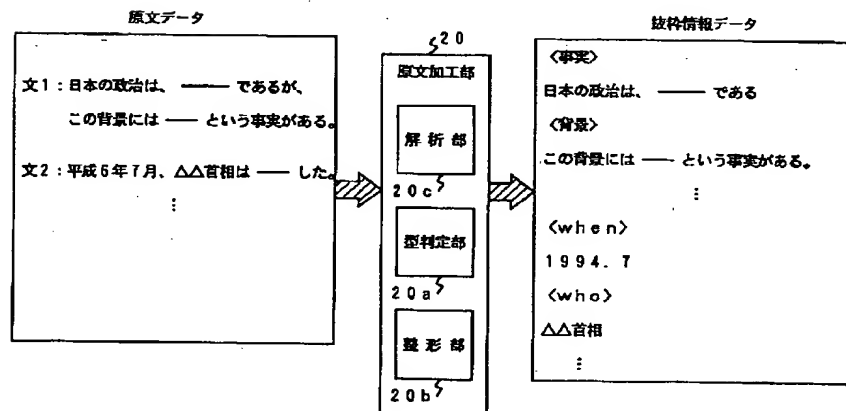 原文データ
文1：日本の政治は、 ―― であるが、
この背景には ―― という事実がある。
文2：平成6年7月、△△首相は ―― した。
⋮
20
原文加工部
解析部
20c
型判定部
20a
整形部
20b
抜粋情報データ
〈事実〉
日本の政治は、 ―― である
〈背景〉
この背景には ―― という事実がある。
⋮
〈when〉
1994．7
〈who〉
△△首相
⋮